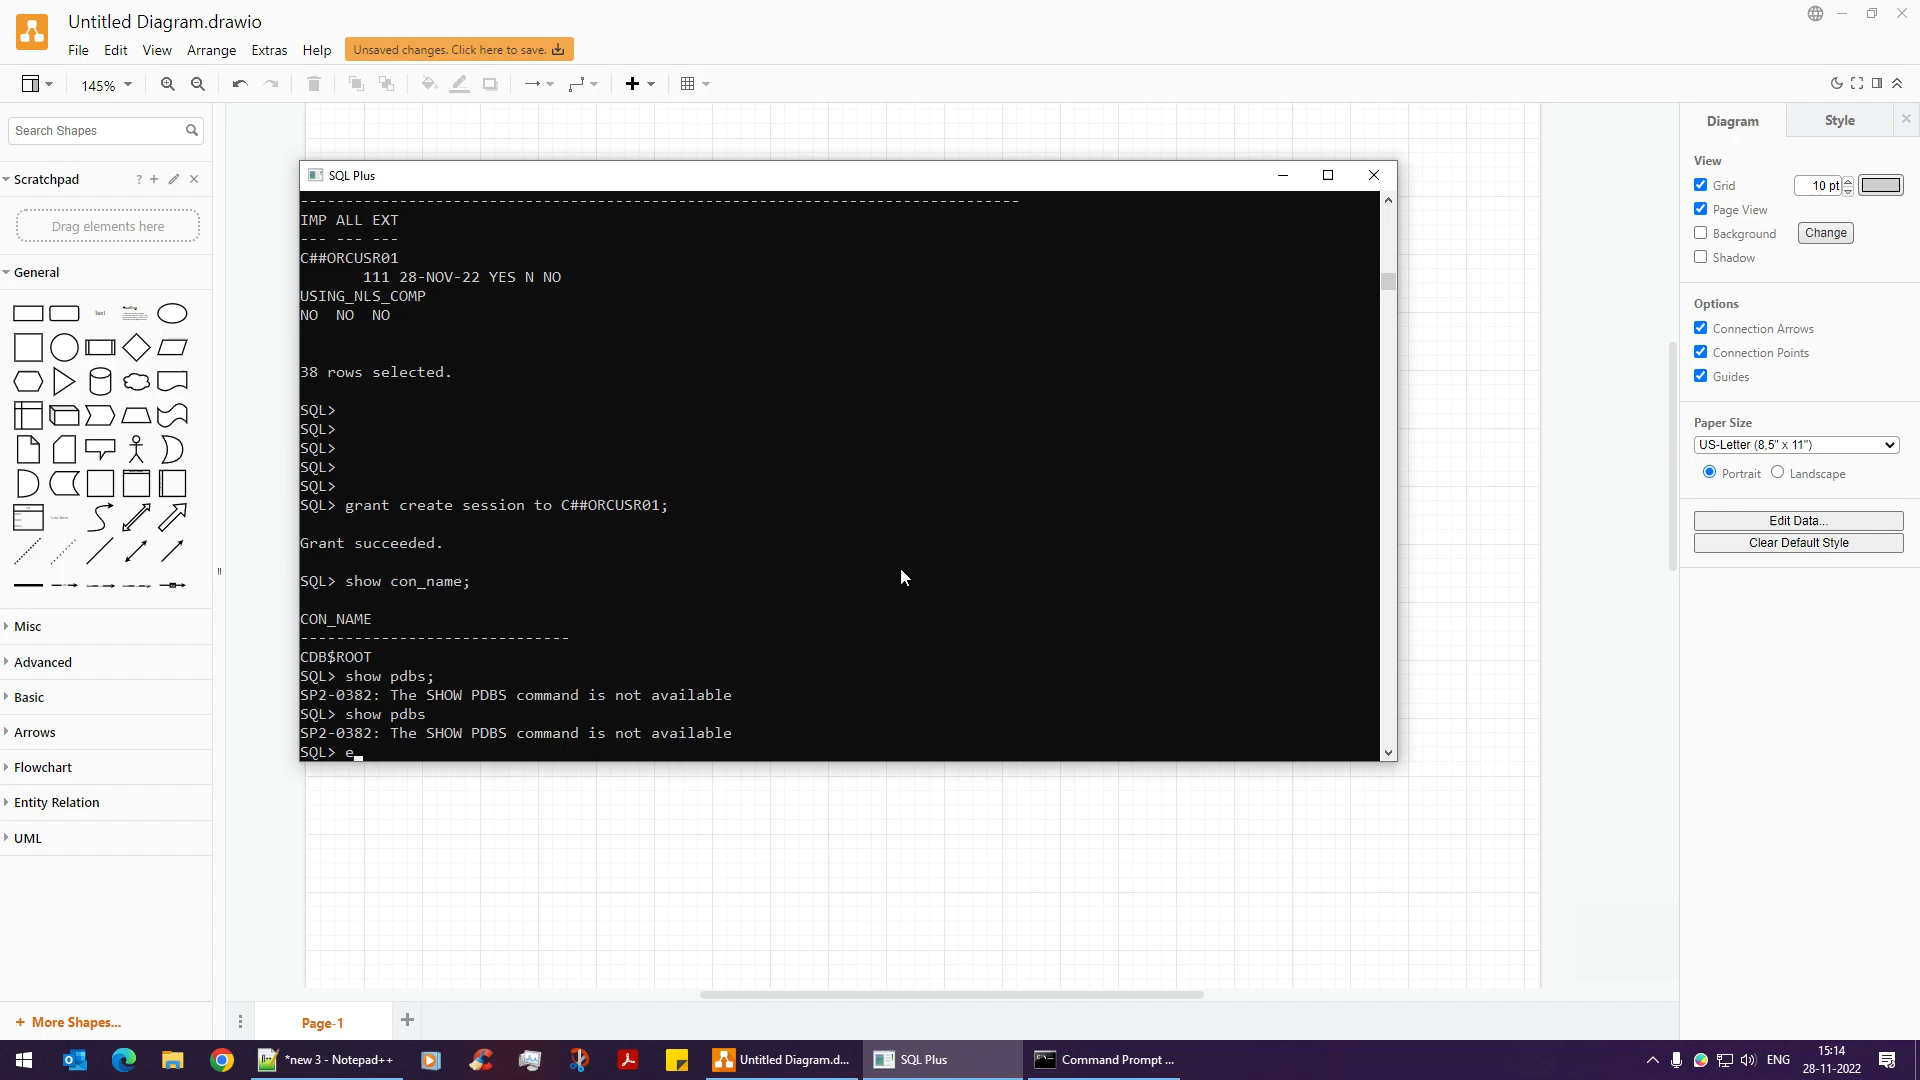 Untitled Diagram.drawio
File Edit View Arrange Extras Help Unsaved changes. Click here to save.
145%
Search Shapes
Scratchpad ? + ×
Drag elements here
General
Text
Misc
Advanced
Basic
Arrows
Flowchart
Entity Relation
UML
+ More Shapes...
SQL Plus
--------------------------------------------------------------------------------
IMP ALL EXT
--- --- ---
C##ORCUSR01
111 28-NOV-22 YES N NO
USING_NLS_COMP
NO NO NO
38 rows selected.
SQL>
SQL>
SQL>
SQL>
SQL>
SQL> grant create session to C##ORCUSR01;
Grant succeeded.
SQL> show con_name;
CON_NAME
------------------------------
CDB$ROOT
SQL> show pdbs;
SP2-0382: The SHOW PDBS command is not available
SQL> show pdbs
SP2-0382: The SHOW PDBS command is not available
SQL> e_
Page-1
Diagram Style
View
Grid 10 pt
Page View
Background Change
Shadow
Options
Connection Arrows
Connection Points
Guides
Paper Size
US-Letter (8,5" x 11")
Portrait Landscape
Edit Data...
Clear Default Style
*new 3 - Notepad++
Untitled Diagram.d...
SQL Plus
Command Prompt ...
ENG
15:14
28-11-2022